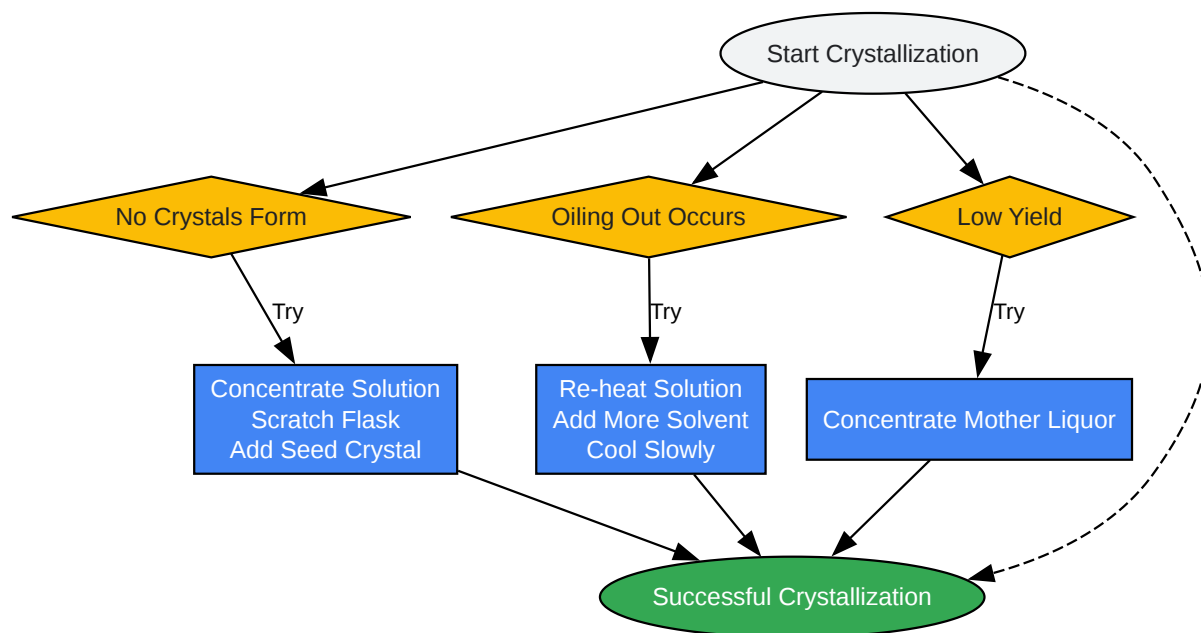 Start Crystallization
No Crystals Form
Oiling Out Occurs
Low Yield
Try
Try
Try
Concentrate Solution
Scratch Flask
Add Seed Crystal
Re-heat Solution
Add More Solvent
Cool Slowly
Concentrate Mother Liquor
Successful Crystallization